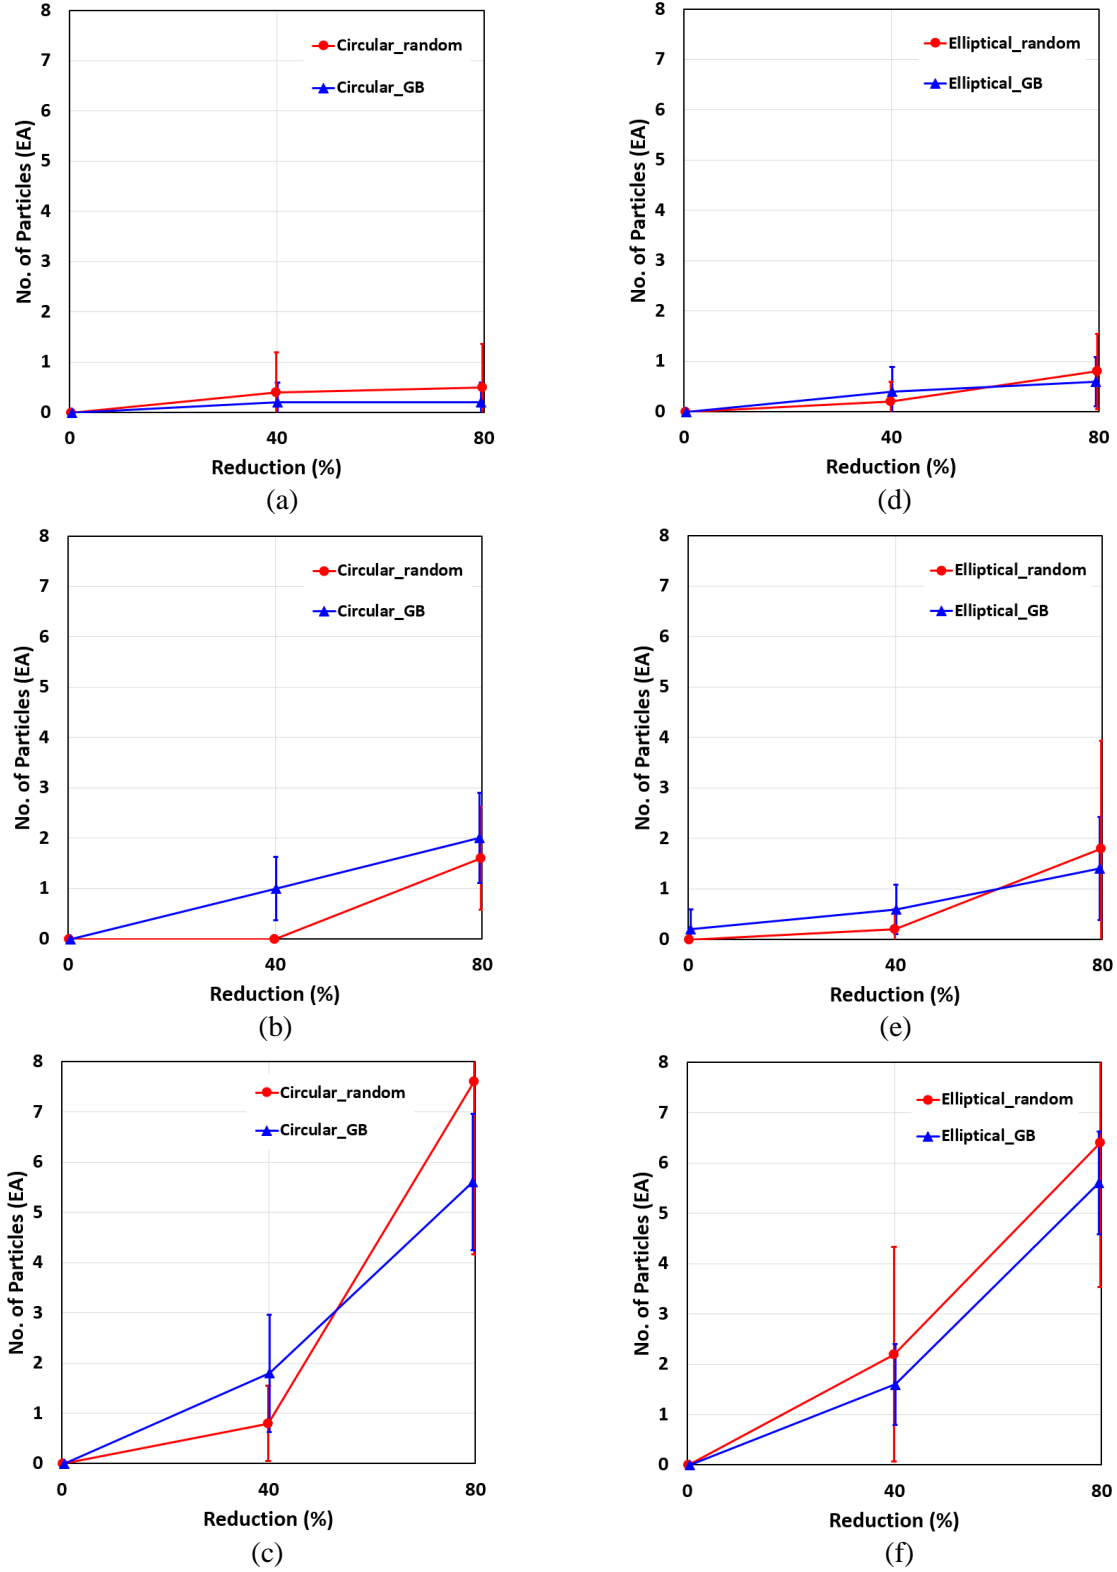 8
7
6
5
4
3
2
1
0
No. of Particles (EA)
Circular_random
Circular_GB
0 40 80
Reduction (%)
(a)
8
7
6
5
4
3
2
1
0
No. of Particles (EA)
Elliptical_random
Elliptical_GB
0 40 80
Reduction (%)
(d)
8
7
6
5
4
3
2
1
0
No. of Particles (EA)
Circular_random
Circular_GB
0 40 80
Reduction (%)
(b)
8
7
6
5
4
3
2
1
0
No. of Particles (EA)
Elliptical_random
Elliptical_GB
0 40 80
Reduction (%)
(e)
8
7
6
5
4
3
2
1
0
No. of Particles (EA)
Circular_random
Circular_GB
0 40 80
Reduction (%)
(c)
8
7
6
5
4
3
2
1
0
No. of Particles (EA)
Elliptical_random
Elliptical_GB
0 40 80
Reduction (%)
(f)